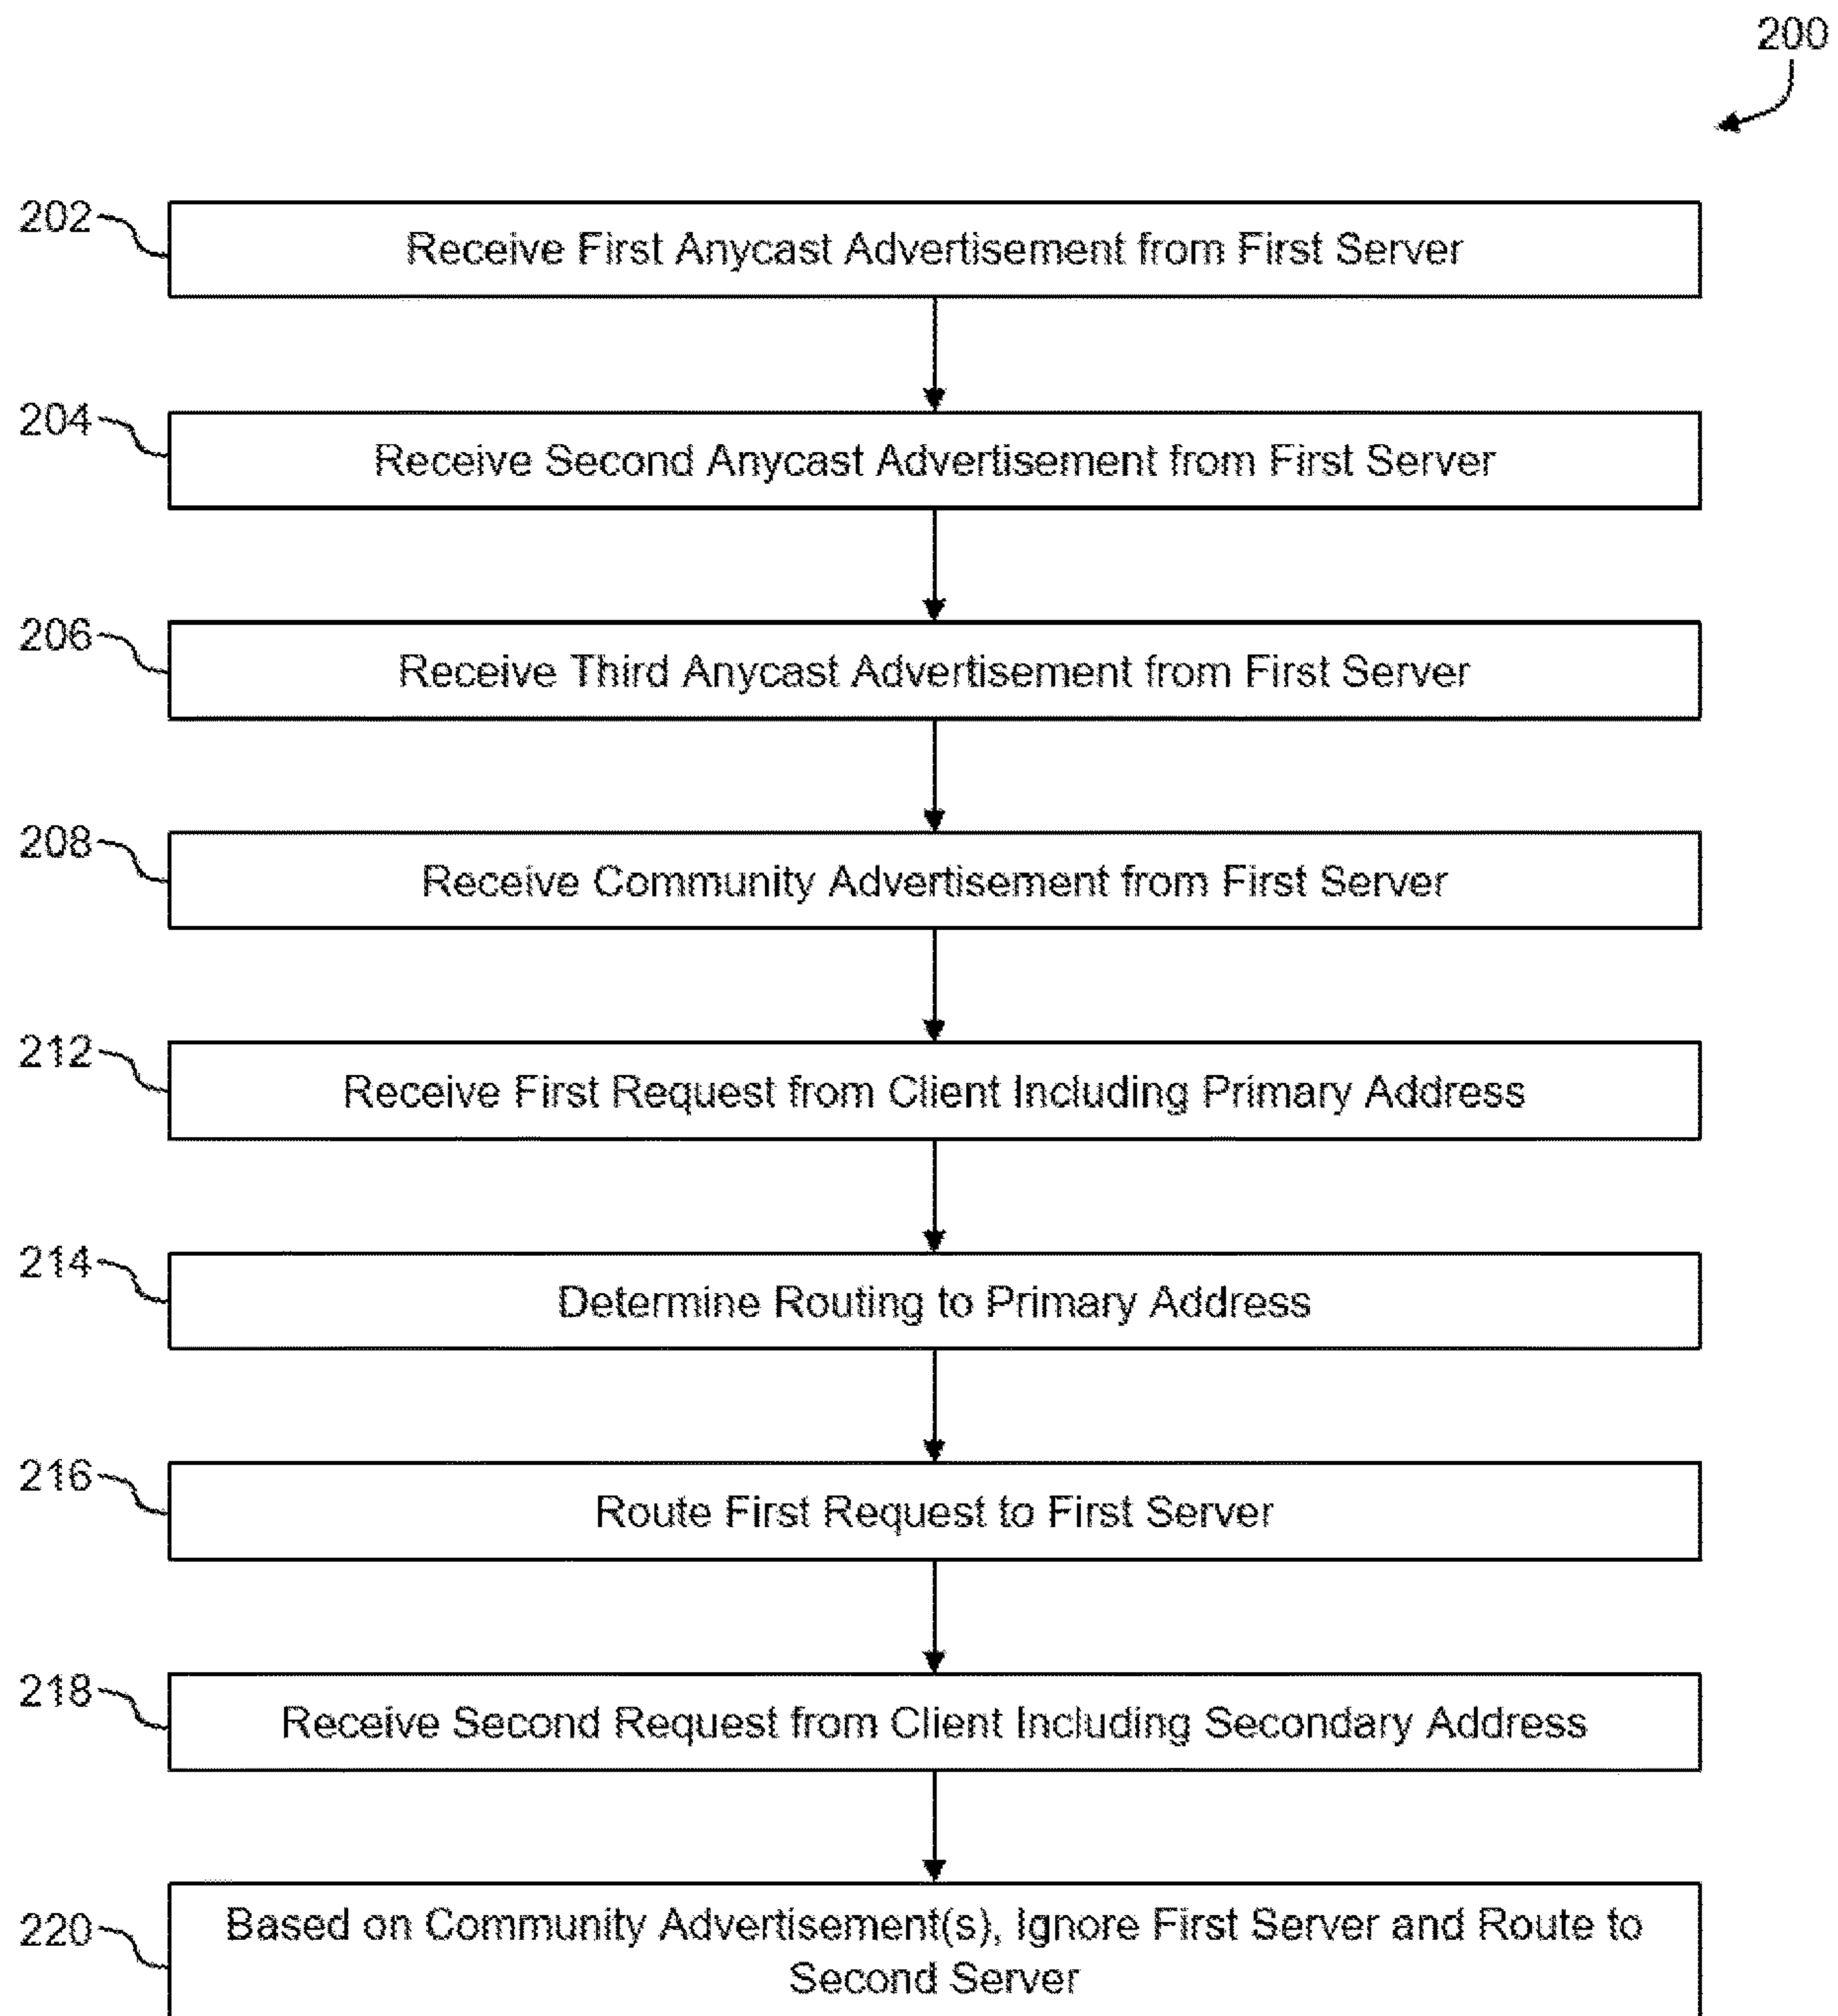 200
202
Receive First Anycast Advertisement from First Server
204
Receive Second Anycast Advertisement from First Server
206
Receive Third Anycast Advertisement from First Server
208
Receive Community Advertisement from First Server
212
Receive First Request from Client Including Primary Address
214
Determine Routing to Primary Address
216
Route First Request to First Server
218
Receive Second Request from Client Including Secondary Address
220
Based on Community Advertisement(s), Ignore First Server and Route to
Second Server